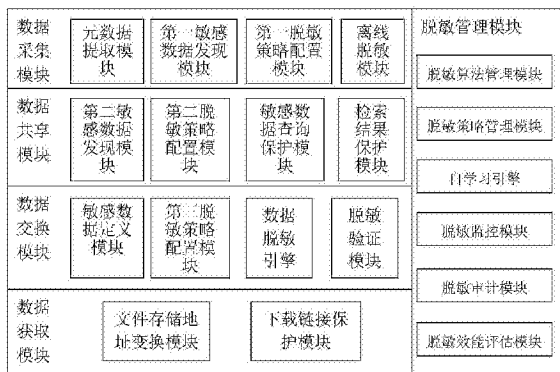 数据
采集
模块
元数据
提取模
块
第一敏感
数据发现
模块
第一脱敏
策略配置
模块
离线
脱敏
模块
数据
共享
模块
第二敏
感数据
发现模
块
第二脱
敏策略
配置模
块
敏感数
据查询
保护模
块
检索
结果
保护
模块
数据
交换
模块
敏感数
据定义
模块
第三脱
敏策略
配置模
块
数据
脱敏
引擎
脱敏
验证
模块
数据
获取
模块
文件存储地
址变换模块
下载链接保
护模块
脱敏管理模块
脱敏算法管理模块
脱敏策略管理模块
自学习引擎
脱敏监控模块
脱敏审计模块
脱敏效能评估模块